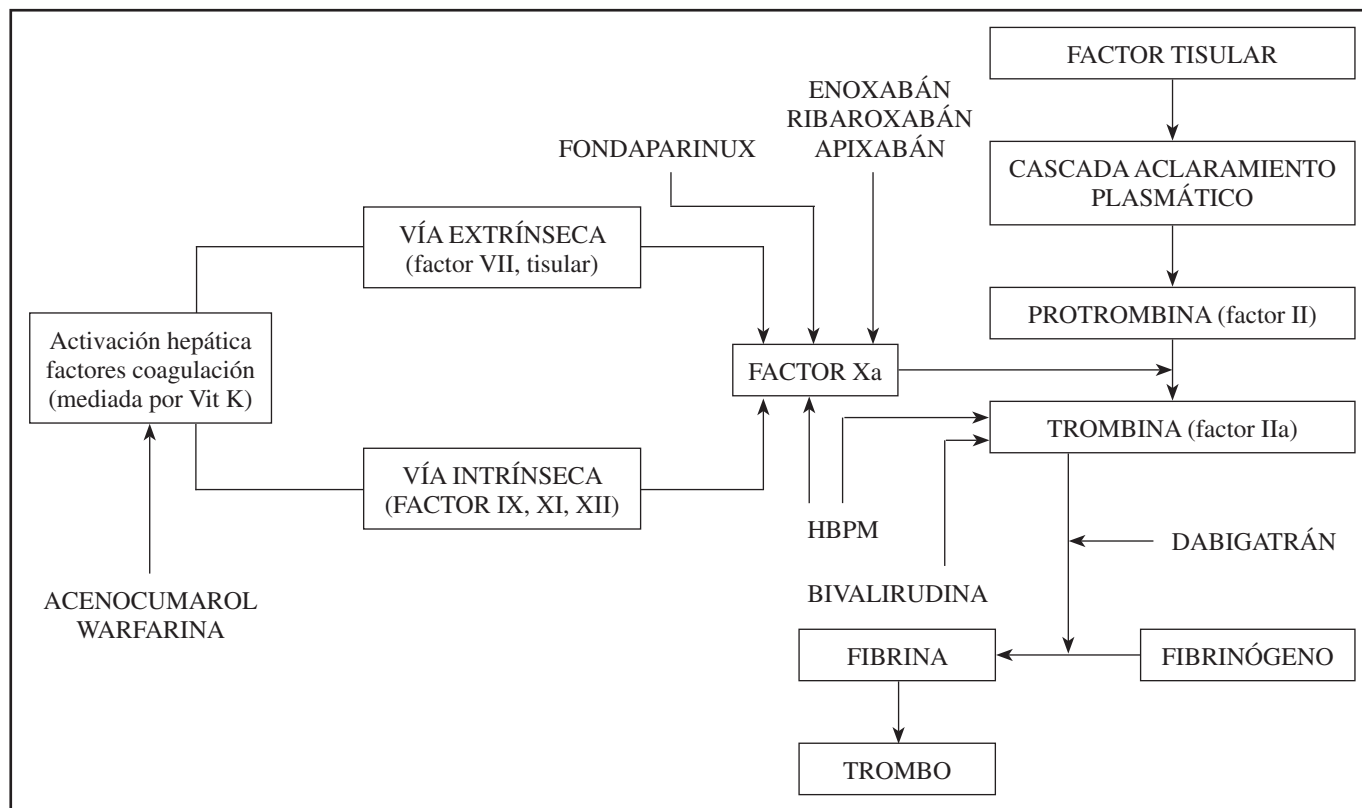 FACTOR TISULAR
ENOXABÁN
RIBAROXABÁN
APIXABÁN
FONDAPARINUX
CASCADA ACLARAMIENTO
PLASMÁTICO
VÍA EXTRÍNSECA
(factor VII, tisular)
PROTROMBINA (factor II)
Activación hepática
factores coagulación
(mediada por Vit K)
FACTOR Xa
TROMBINA (factor IIa)
VÍA INTRÍNSECA
(FACTOR IX, XI, XII)
HBPM
DABIGATRÁN
ACENOCUMAROL
WARFARINA
BIVALIRUDINA
FIBRINA
FIBRINÓGENO
TROMBO